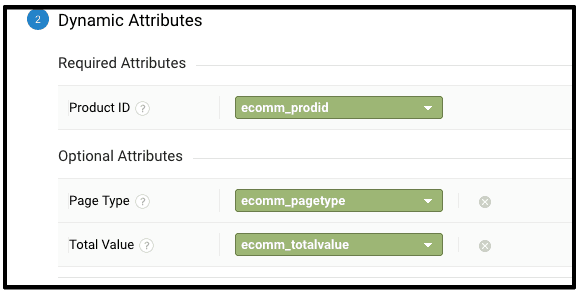 2 Dynamic Attributes
Required Attributes
Product ID ? ecomm_prodid
Optional Attributes
Page Type ? ecomm_pagetype
Total Value ? ecomm_totalvalue